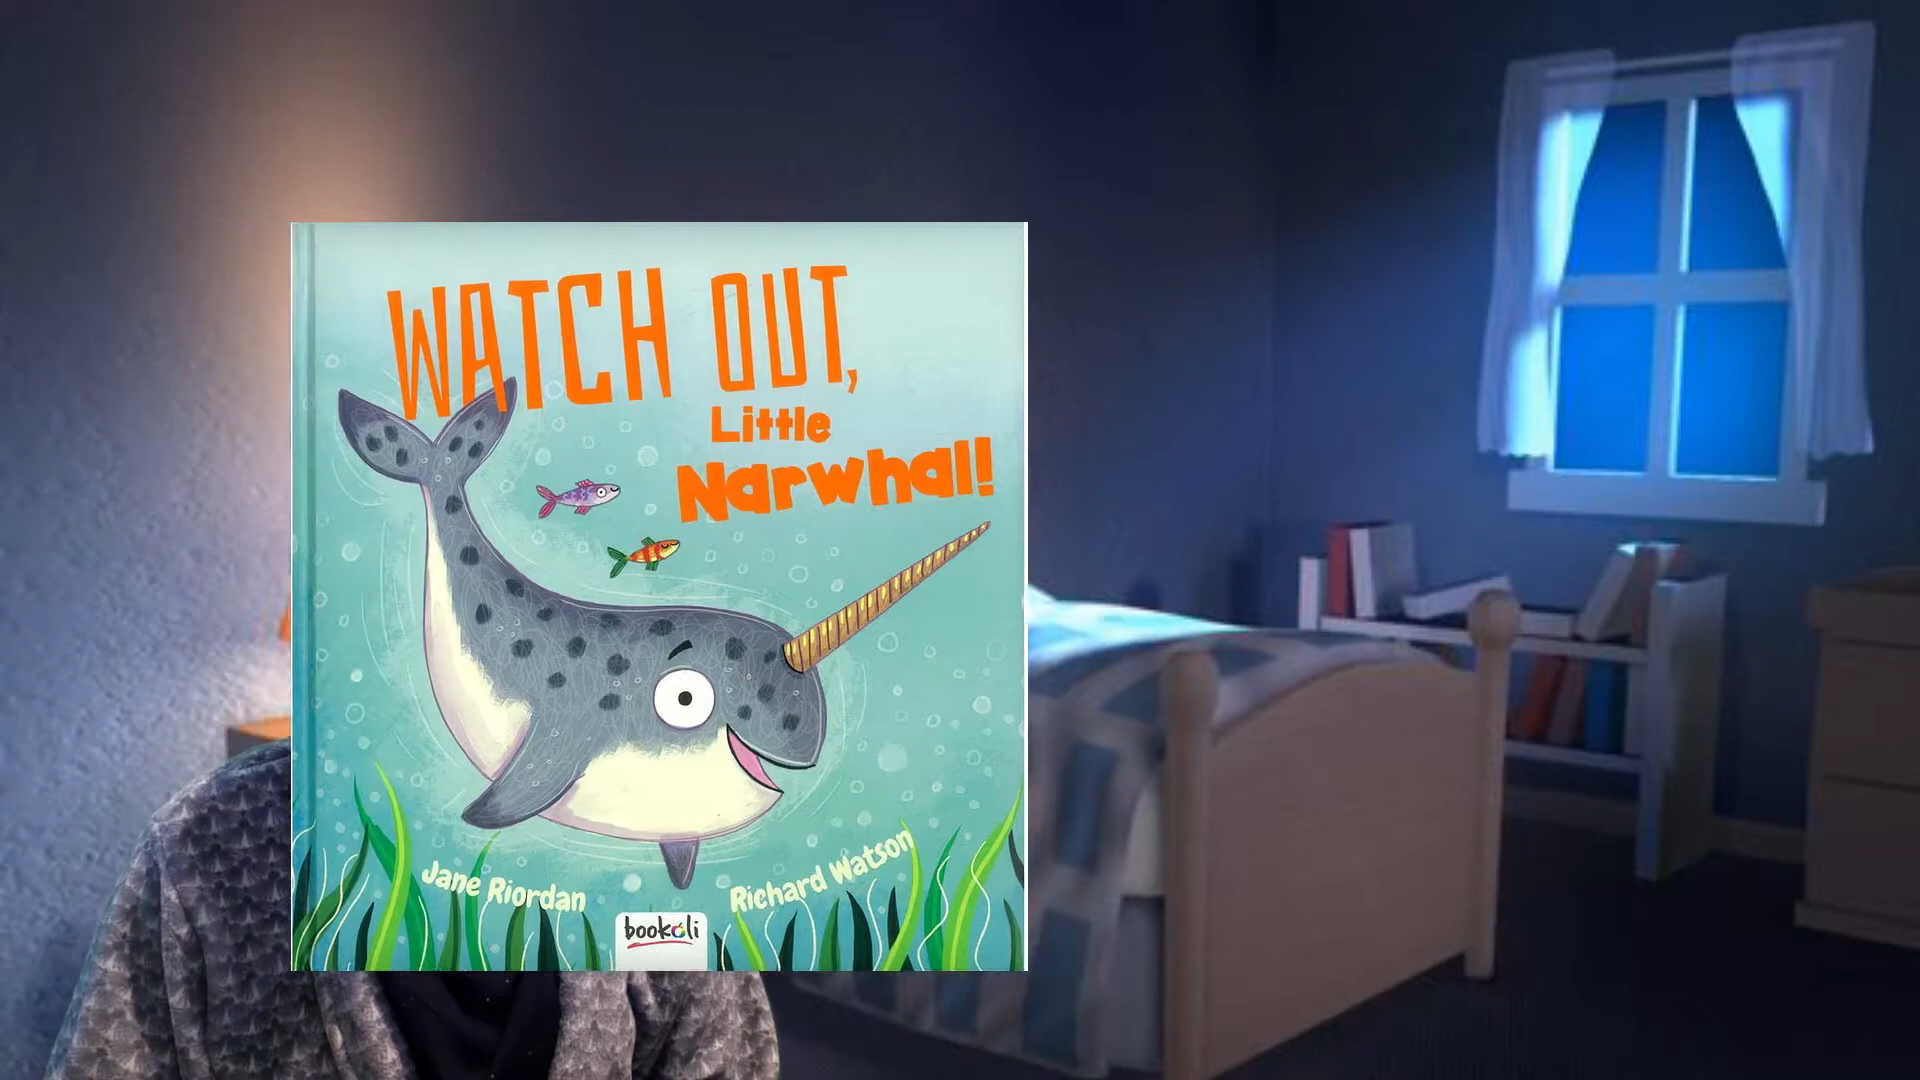 WATCH OUT,
Little
Narwhal!
Jane Riordan
Richard Watson
bookoli